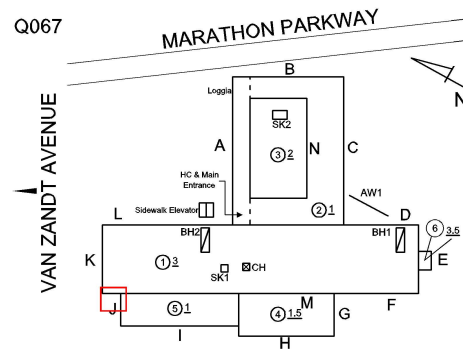 Q067
MARATHON PARKWAY
B
Loggia
N
SK2
A
3 2
N
C
VAN ZANDT AVENUE
HC & Main
Entrance
AW1
Sidewalk Elevator
2 1
L
D
BH2
BH1
6
3.5
K
1 3
CH
E
SK1
J
5 1
M
4 1.5
G
F
I
H